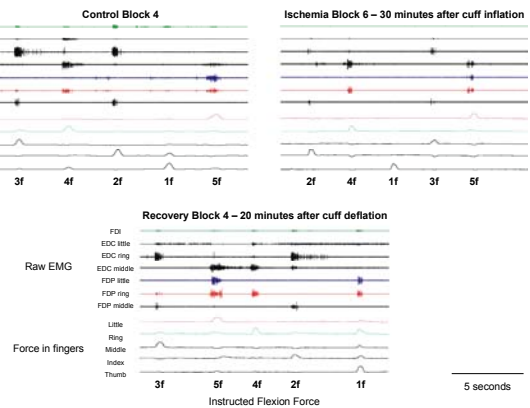 Control Block 4
Ischemia Block 6 – 30 minutes after cuff inflation
3f 4f 2f 1f 5f
2f 4f 1f 3f 5f
Recovery Block 4 – 20 minutes after cuff deflation
Raw EMG
FDI
EDC little
EDC ring
EDC middle
FDP little
FDP ring
FDP middle
Force in fingers
Little
Ring
Middle
Index
Thumb
3f 5f 4f 2f 1f
Instructed Flexion Force
5 seconds